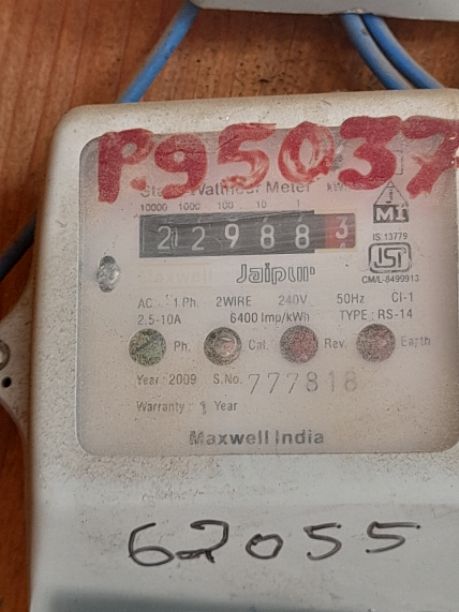 P95037
Static Watthour Meter kWh
10000 1000 100 10 1
22988 3
MI
IS 13779
ISI
CM/L-8499913
Jaipur
AC 1 Ph. 2WIRE 240V 50Hz Cl-1
2.5-10A 6400 Imp/kWh TYPE : RS-14
Ph. Cal. Rev. Earth
Year : 2009 S.No. 777818
Warranty : 1 Year
Maxwell India
62055